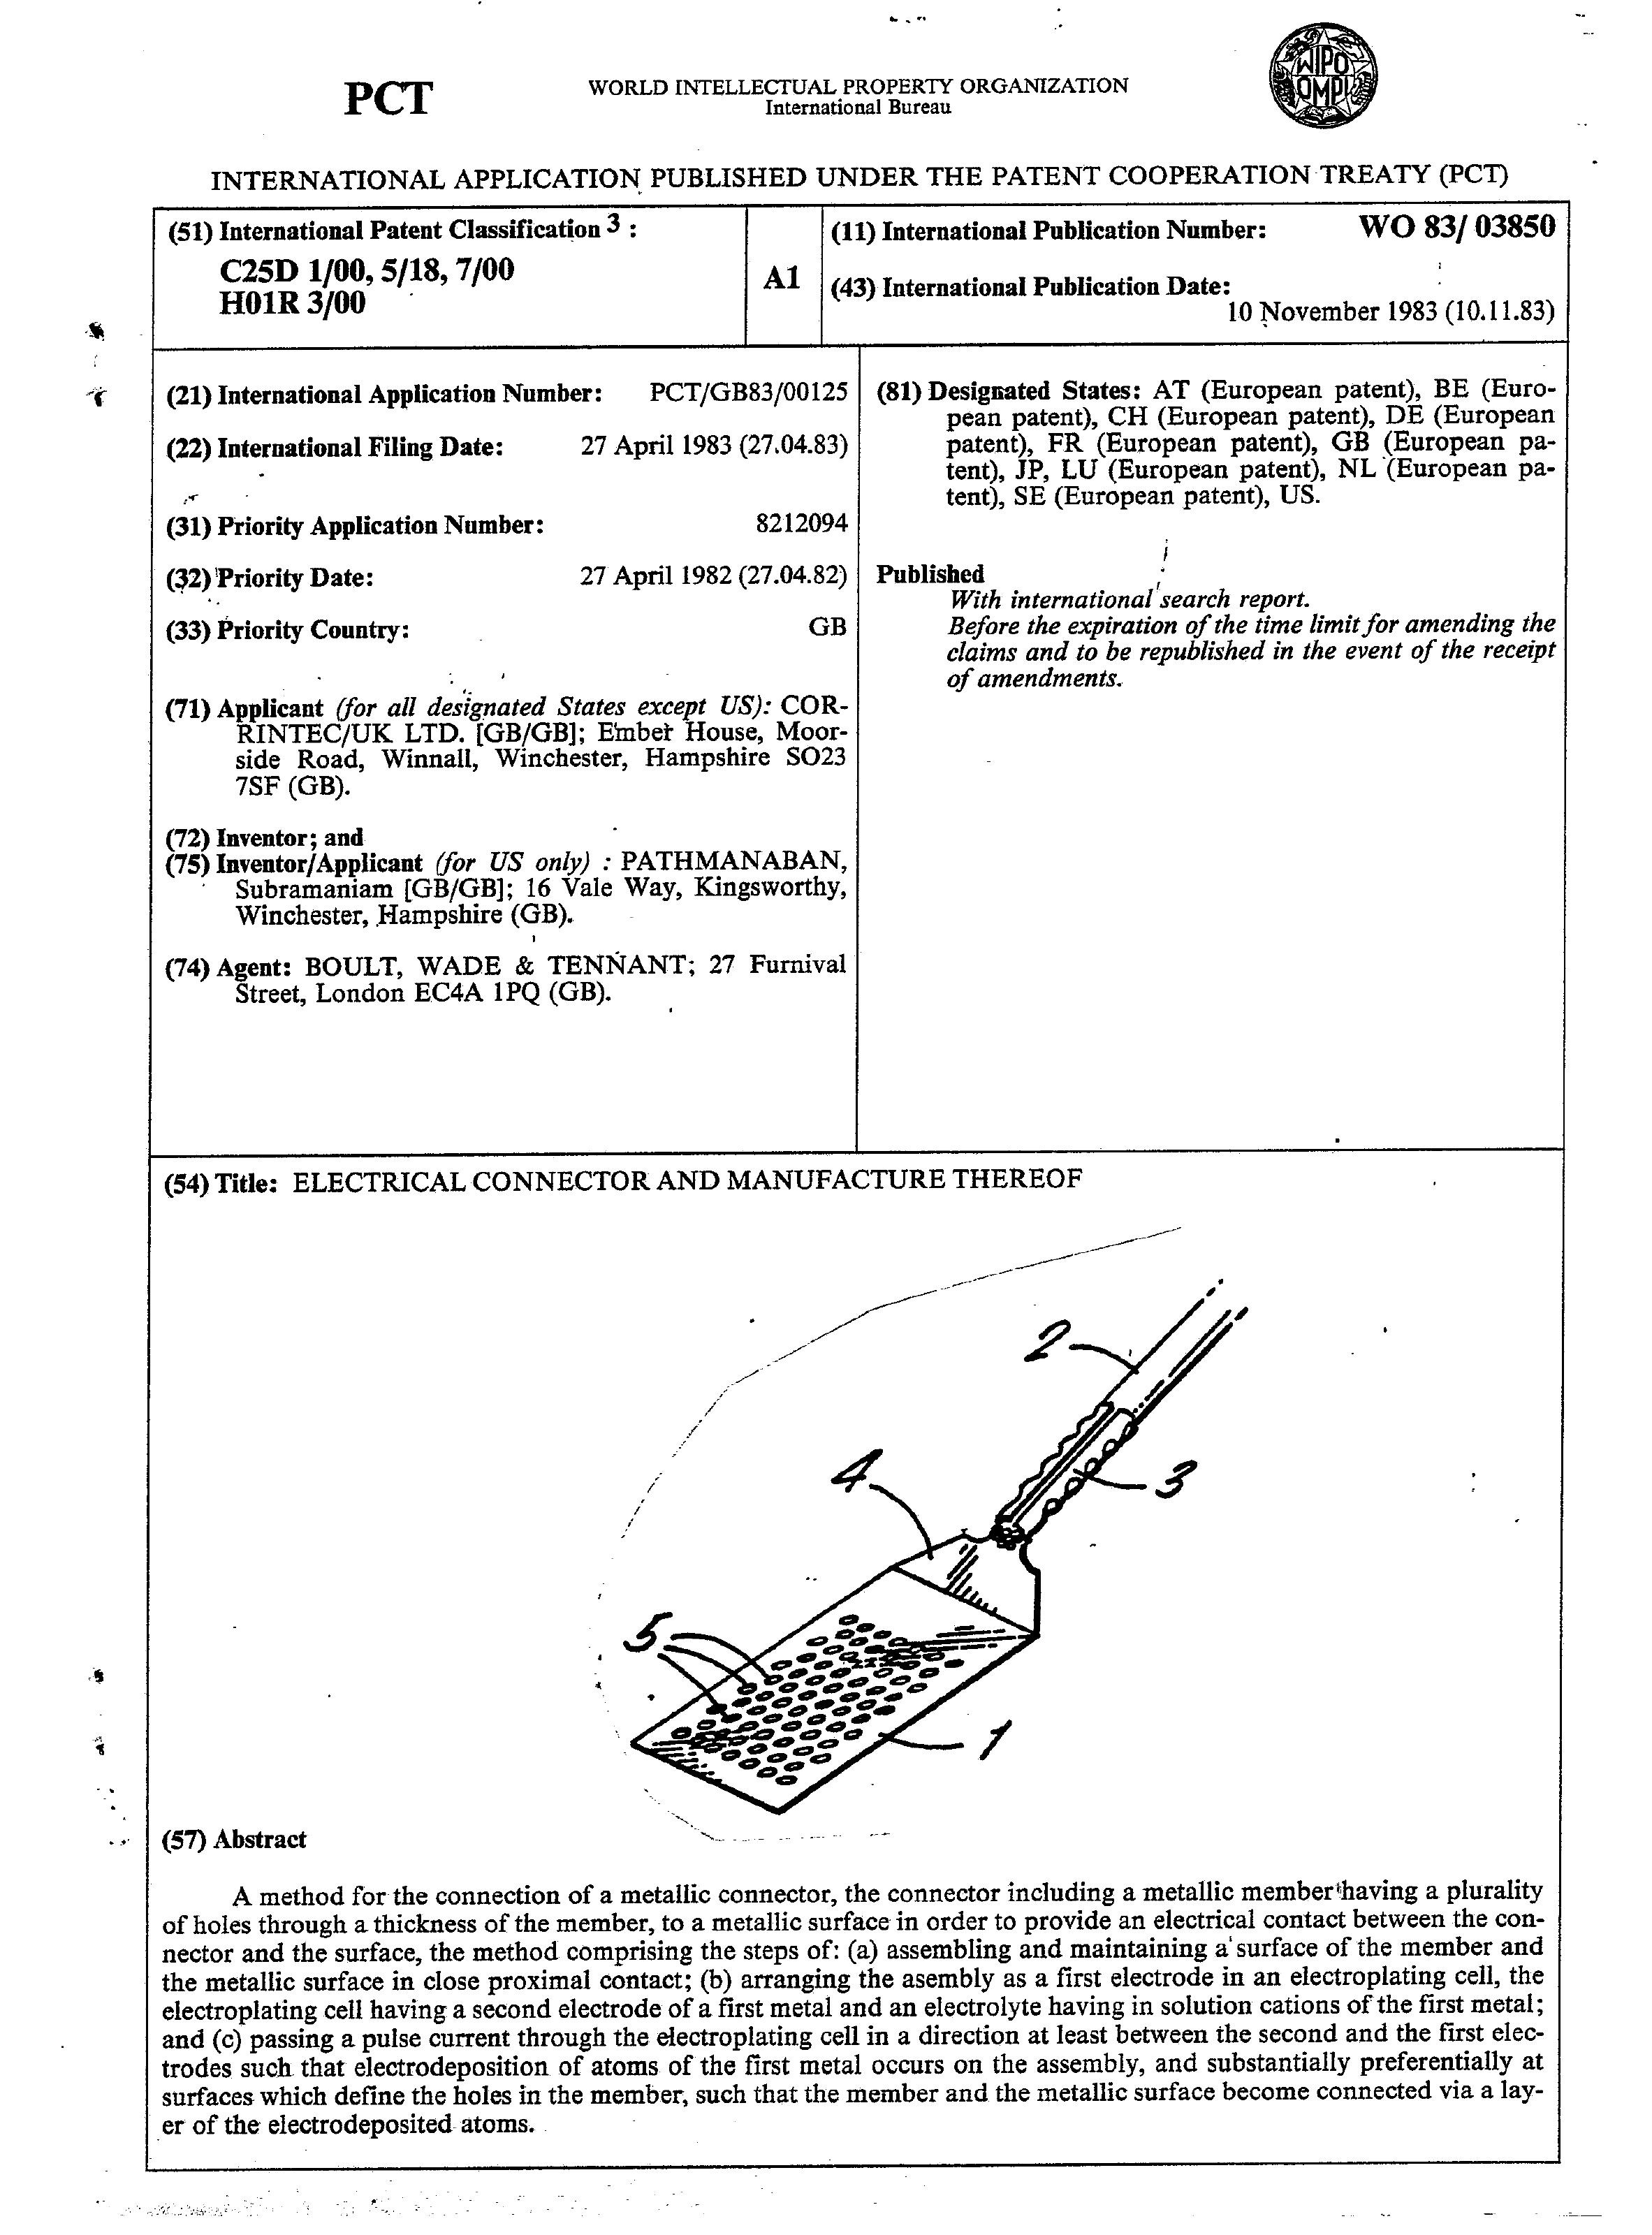 PCT
WORLD INTELLECTUAL PROPERTY ORGANIZATION
International Bureau
WIPO
OMPI
INTERNATIONAL APPLICATION PUBLISHED UNDER THE PATENT COOPERATION TREATY (PCT)
(51) International Patent Classification 3 :
C25D 1/00, 5/18, 7/00
H01R 3/00
A1
(11) International Publication Number: WO 83/ 03850
(43) International Publication Date:
10 November 1983 (10.11.83)
(21) International Application Number: PCT/GB83/00125
(22) International Filing Date: 27 April 1983 (27.04.83)
(31) Priority Application Number: 8212094
(32) Priority Date: 27 April 1982 (27.04.82)
(33) Priority Country: GB
(71) Applicant (for all designated States except US): COR-
RINTEC/UK LTD. [GB/GB]; Ember House, Moor-
side Road, Winnall, Winchester, Hampshire SO23
7SF (GB).
(72) Inventor; and
(75) Inventor/Applicant (for US only) : PATHMANABAN,
Subramaniam [GB/GB]; 16 Vale Way, Kingsworthy,
Winchester, Hampshire (GB).
(74) Agent: BOULT, WADE & TENNANT; 27 Furnival
Street, London EC4A 1PQ (GB).
(81) Designated States: AT (European patent), BE (Euro-
pean patent), CH (European patent), DE (European
patent), FR (European patent), GB (European pa-
tent), JP, LU (European patent), NL (European pa-
tent), SE (European patent), US.
Published
With international search report.
Before the expiration of the time limit for amending the
claims and to be republished in the event of the receipt
of amendments.
(54) Title: ELECTRICAL CONNECTOR AND MANUFACTURE THEREOF
2
4
3
5
1
(57) Abstract
A method for the connection of a metallic connector, the connector including a metallic member having a plurality
of holes through a thickness of the member, to a metallic surface in order to provide an electrical contact between the con-
nector and the surface, the method comprising the steps of: (a) assembling and maintaining a surface of the member and
the metallic surface in close proximal contact; (b) arranging the asembly as a first electrode in an electroplating cell, the
electroplating cell having a second electrode of a first metal and an electrolyte having in solution cations of the first metal;
and (c) passing a pulse current through the electroplating cell in a direction at least between the second and the first elec-
trodes such that electrodeposition of atoms of the first metal occurs on the assembly, and substantially preferentially at
surfaces which define the holes in the member, such that the member and the metallic surface become connected via a lay-
er of the electrodeposited atoms.